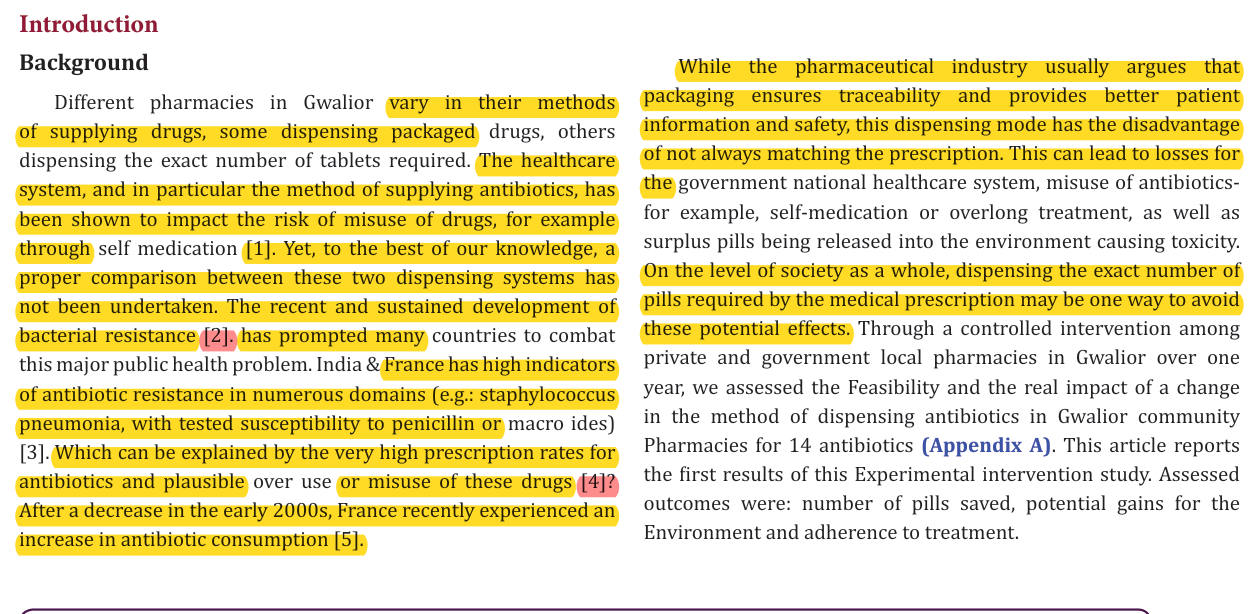 Introduction
Background
Different pharmacies in Gwalior vary in their methods
of supplying drugs, some dispensing packaged drugs, others
dispensing the exact number of tablets required. The healthcare
system, and in particular the method of supplying antibiotics, has
been shown to impact the risk of misuse of drugs, for example
through self medication [1]. Yet, to the best of our knowledge, a
proper comparison between these two dispensing systems has
not been undertaken. The recent and sustained development of
bacterial resistance [2]. has prompted many countries to combat
this major public health problem. India & France has high indicators
of antibiotic resistance in numerous domains (e.g.: staphylococcus
pneumonia, with tested susceptibility to penicillin or macro ides)
[3]. Which can be explained by the very high prescription rates for
antibiotics and plausible over use or misuse of these drugs [4]?
After a decrease in the early 2000s, France recently experienced an
increase in antibiotic consumption [5].
While the pharmaceutical industry usually argues that
packaging ensures traceability and provides better patient
information and safety, this dispensing mode has the disadvantage
of not always matching the prescription. This can lead to losses for
the government national healthcare system, misuse of antibiotics-
for example, self-medication or overlong treatment, as well as
surplus pills being released into the environment causing toxicity.
On the level of society as a whole, dispensing the exact number of
pills required by the medical prescription may be one way to avoid
these potential effects. Through a controlled intervention among
private and government local pharmacies in Gwalior over one
year, we assessed the Feasibility and the real impact of a change
in the method of dispensing antibiotics in Gwalior community
Pharmacies for 14 antibiotics (Appendix A). This article reports
the first results of this Experimental intervention study. Assessed
outcomes were: number of pills saved, potential gains for the
Environment and adherence to treatment.